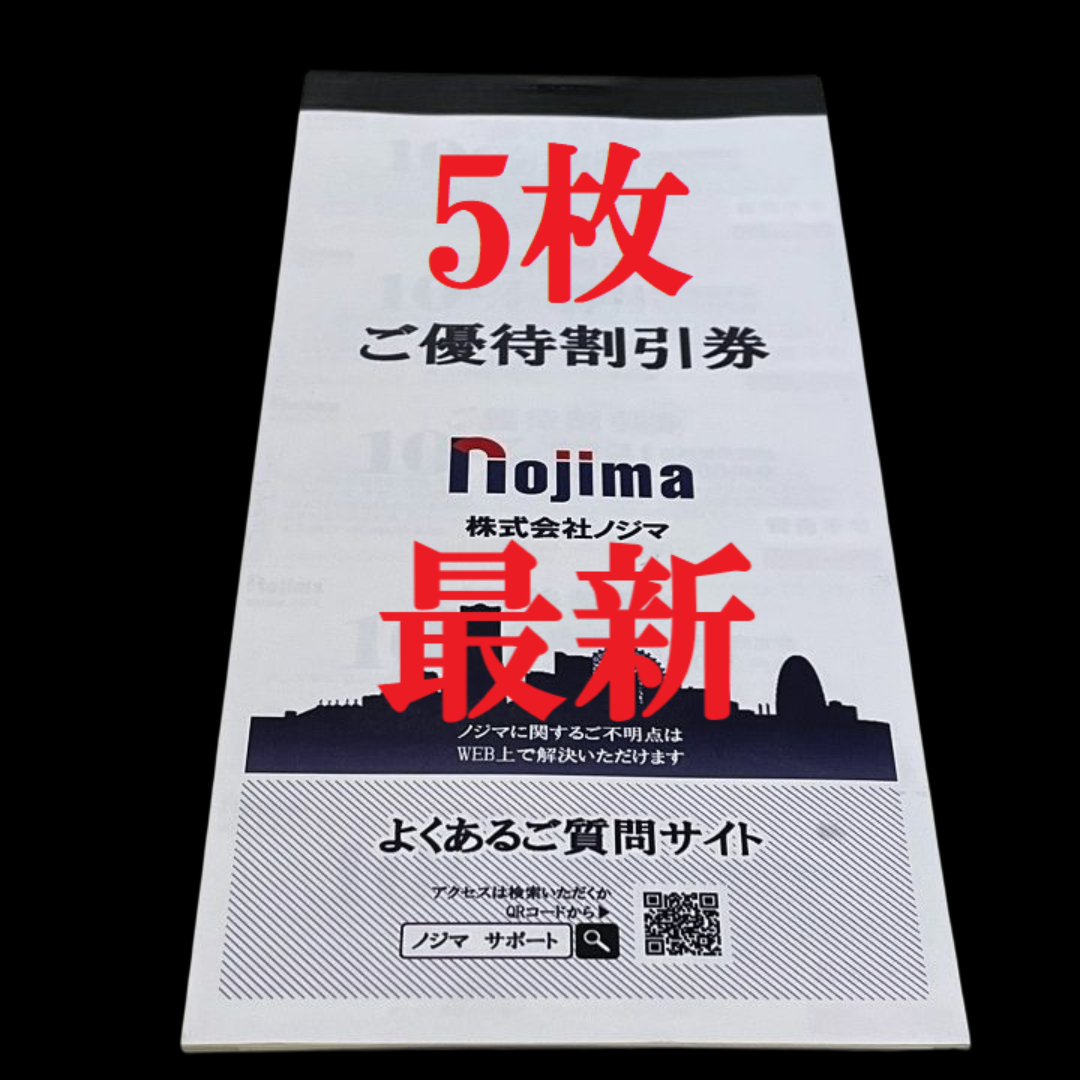 5枚
ご優待割引券
nojima
株式会社ノジマ
最新
ノジマに関するご不明点は
WEB上で解決いただけます
よくあるご質問サイト
アクセスは検索いただくか
QRコードから▶
ノジマ サポート